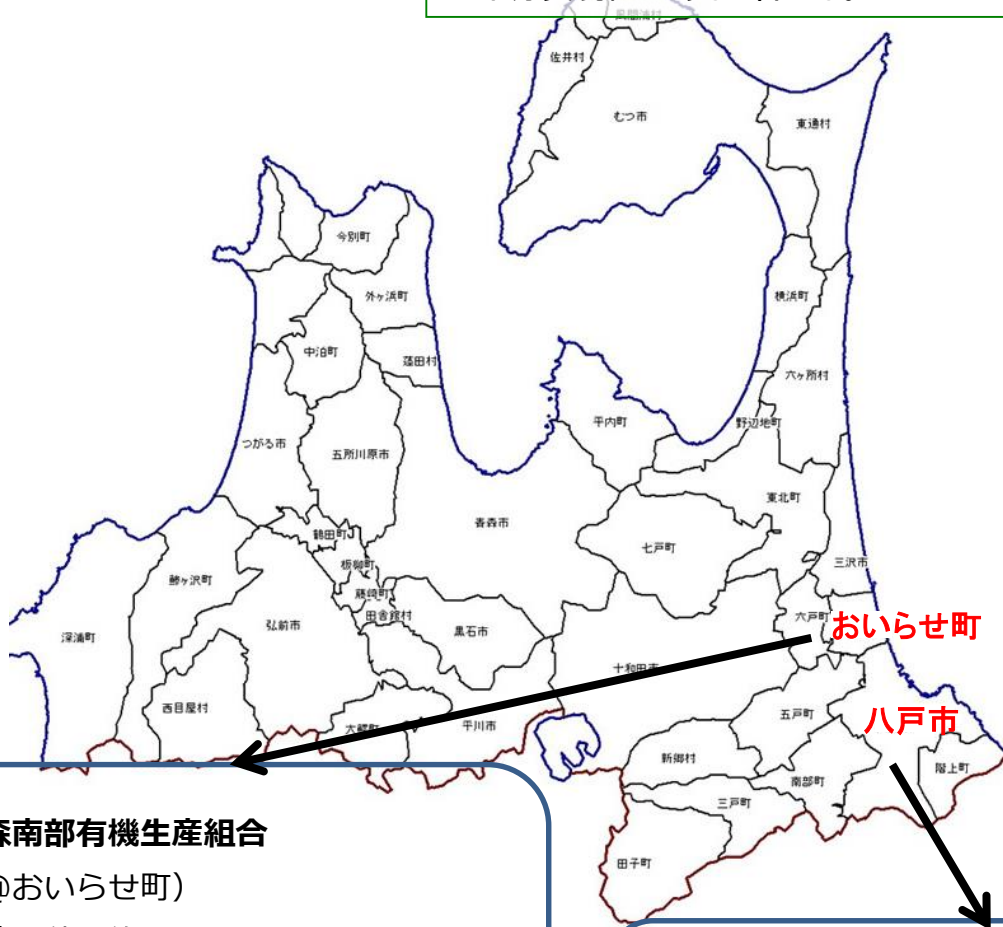 風間浦村
佐井村
むつ市
東通村
今別町
外ヶ浜町
横浜町
中泊町
蓬田村
六ヶ所村
平内町
野辺地町
つがる市
五所川原市
東北町
青森市
鶴田町
七戸町
板柳町
三沢市
鰺ヶ沢町
藤崎町
田舎館村
六戸町
おいらせ町
弘前市
黒石市
深浦町
十和田市
西目屋村
五戸町
八戸市
大鰐町
平川市
新郷村
階上町
南部町
三戸町
森南部有機生産組合
田子町
@おいらせ町）